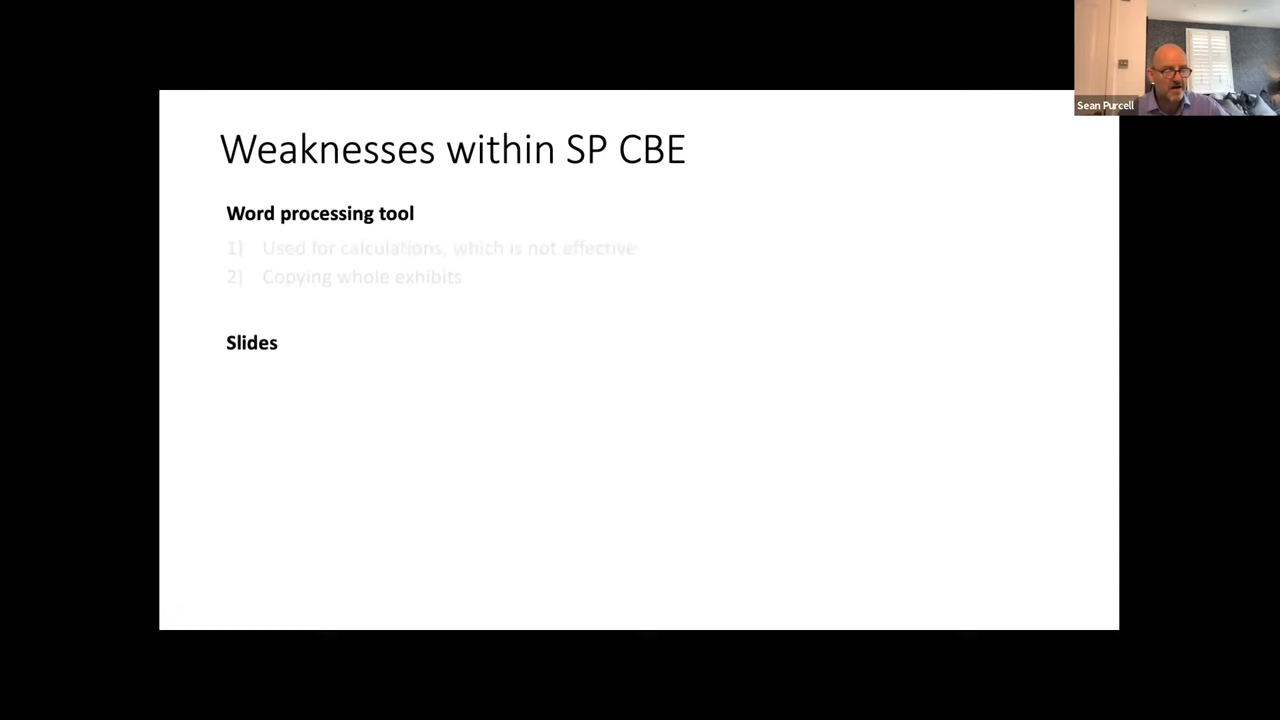 Sean Purcell
Weaknesses within SP CBE
Word processing tool
1) Used for calculations, which is not effective
2) Copying whole exhibits
Slides